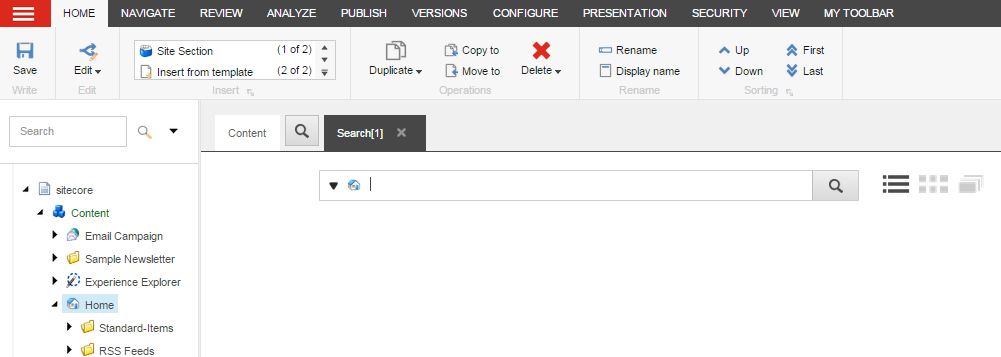 HOME NAVIGATE REVIEW ANALYZE PUBLISH VERSIONS CONFIGURE PRESENTATION SECURITY VIEW MY TOOLBAR
Site Section (1 of 2)
Insert from template (2 of 2)
Save
Edit
Duplicate
Copy to
Move to
Delete
Rename
Display name
Up
Down
First
Last
Write Edit Insert Operations Rename Sorting
Search
Content
Search[1]
sitecore
Content
Email Campaign
Sample Newsletter
Experience Explorer
Home
Standard-Items
RSS Feeds